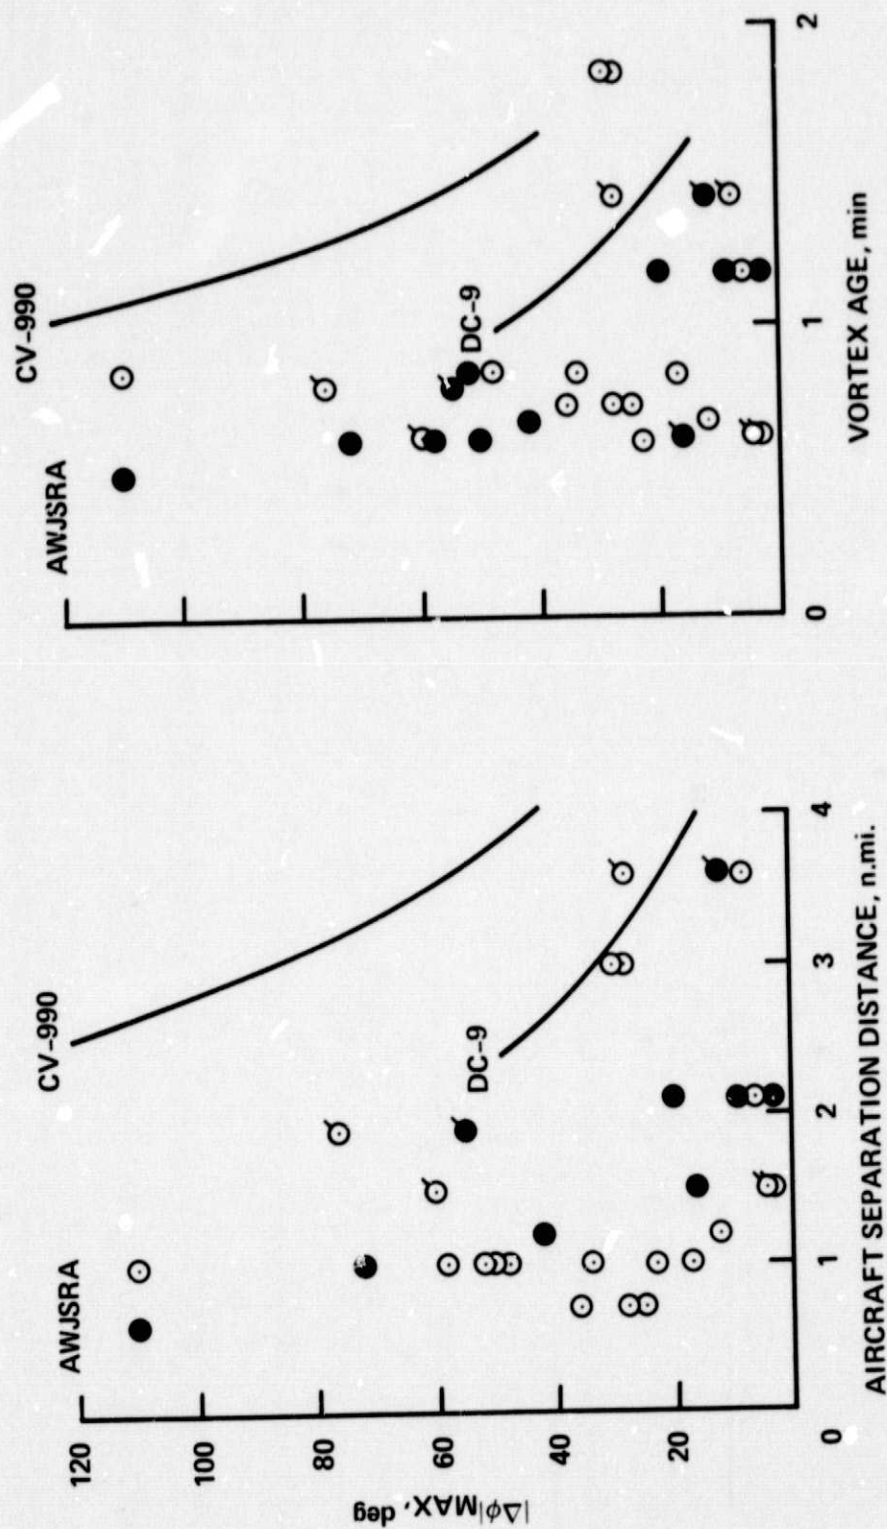 |Δφ|MAX, deg
120
100
80
60
40
20
0
1
2
3
4
AIRCRAFT SEPARATION DISTANCE, n.mi.
AWJSRA
CV-990
DC-9
0
1
2
VORTEX AGE, min
AWJSRA
CV-990
DC-9